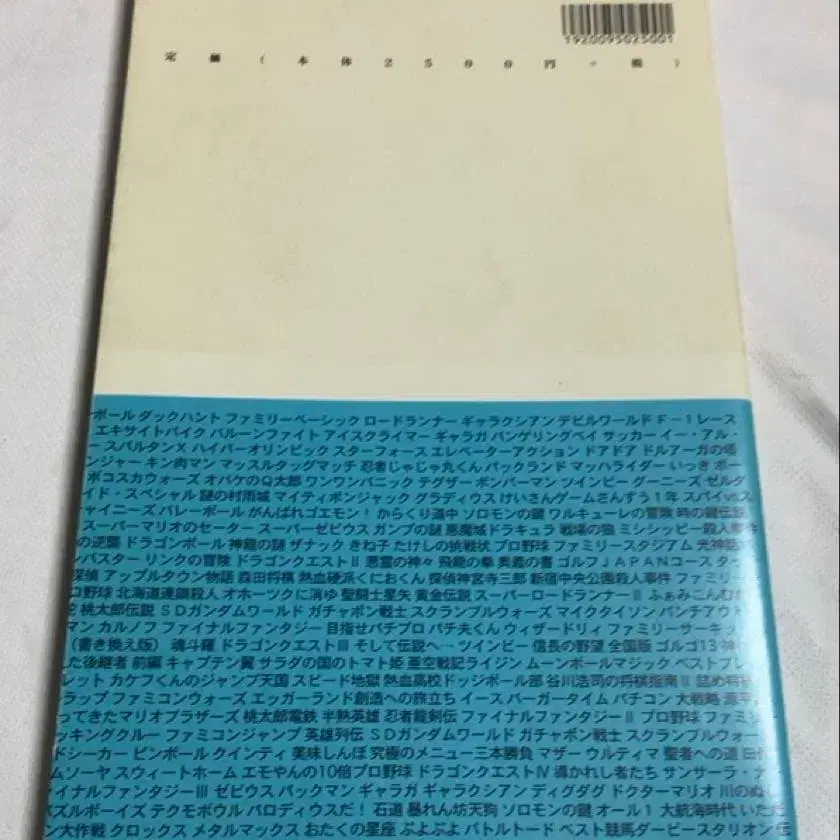 1920095025001
定価(本体2500円+税)
ーボール ダックハント ファミリーベーシック ロードランナー ギャラクシアン デビルワールド F-1レース
エキサイトバイク バルーンファイト アイスクライマー ギャラガ バンゲリングベイ サッカー イー・アル・
ー スパルタンX ハイパーオリンピック スターフォース エレベーターアクション ドアドア ドルアーガの塔
ンジャー キン肉マン マッスルタッグマッチ 忍者じゃじゃ丸くん パックランド マッハライダー いっき ポー
ポコスカウォーズ オバケのQ太郎 ワンワンパニック テグザー ボンバーマン ツインビー グーニーズ ゼルダ
イド・スペシャル 謎の村雨城 マイティボンジャック グラディウス けいさんゲームさんすう1年 スパイvsス
ャイニーズ バレーボール がんばれゴエモン! からくり道中 ソロモンの鍵 ワルキューレの冒険 時の鍵伝説
スーパーマリオのセーター スーパーゼビウス ガンプの謎 悪魔城ドラキュラ 戦場の狼 ミシシッピー殺人事件
の逆襲 ドラゴンボール 神龍の謎 ザナック きね子 たけしの挑戦状 プロ野球 ファミリースタジアム 光神話
ンバスター リンクの冒険 ドラゴンクエストII 悪霊の神々 飛龍の拳 奥義の書 ゴルフJAPANコース タッ
探偵 アップルタウン物語 森田将棋 熱血硬派くにおくん 探偵神宮寺三郎 新宿中央公園殺人事件 ファミリー
ロ野球 北海道連鎖殺人 オホーツクに消ゆ 聖闘士星矢 黄金伝説 スーパーロードランナーII ふぁみこんむか
桃太郎伝説 SDガンダムワールド ガチャポン戦士 スクランブルウォーズ マイクタイソン パンチアウト
マン カルノフ ファイナルファンタジー 目指せパチプロ パチ夫くん ウィザードリィ ファミリーサーキッ
(書き換え版) 魂斗羅 ドラゴンクエストIII そして伝説へ… ツインビー 信長の野望 全国版 ゴルゴ13 神々
した後継者 前編 キャプテン翼 サラダの国のトマト姫 亜空戦記ライジン ムーンボールマジック ベストプレ
レット カケフくんのジャンプ天国 スピード地獄 熱血高校ドッジボール部 谷川浩司の将棋指南II 詰め将棋
ラップ ファミコンウォーズ エッガーランド創造への旅立ち イース バーガータイム パチコン 大戦略 源平
ってきたマリオブラザーズ 桃太郎電鉄 半熟英雄 忍者龍剣伝 ファイナルファンタジーII プロ野球 ファミリー
ッキングクルー ファミコンジャンプ 英雄列伝 SDガンダムワールド ガチャポン戦士 スクランブルウォー
ドシーカー ピンボール クインティ 美味しんぼ 究極のメニュー三本勝負 マザー ウルティマ 聖者への道 田代
ムソーヤ スウィートホーム エモやんの10倍プロ野球 ドラゴンクエストIV 導かれし者たち サンサーラ・ナ
ァイナルファンタジーIII ゼビウス パックマン ギャラガ ギャラクシアン ディグダグ ドクターマリオ 川のぬし
パズルボーイズ テクモボウル パロディウスだ! 石道 暴れん坊天狗 ソロモンの鍵 オール1 大航海時代 いただ
ン大作戦 クロックス メタルマックス おたくの星座 ぷよぷよ バトルトード ベスト競馬ダービースタリオン 伝